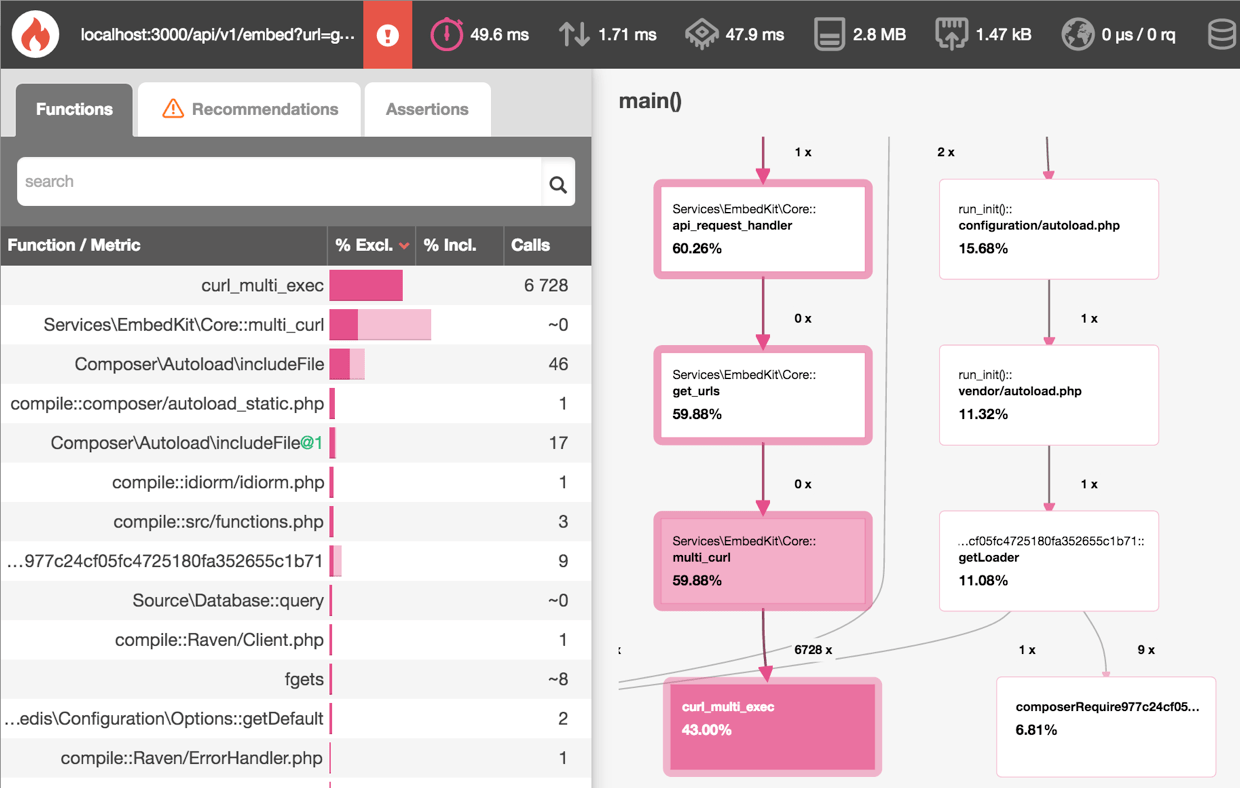 localhost:3000/api/v1/embed?url=g...
49.6 ms
1.71 ms
47.9 ms
2.8 MB
1.47 kB
0 µs / 0 rq
Functions
Recommendations
Assertions
search
Function / Metric % Excl. % Incl. Calls
curl_multi_exec 6 728
Services\EmbedKit\Core::multi_curl ~0
Composer\Autoload\includeFile 46
compile::composer/autoload_static.php 1
Composer\Autoload\includeFile@1 17
compile::idiorm/idiorm.php 1
compile::src/functions.php 3
...977c24cf05fc4725180fa352655c1b71 9
Source\Database::query ~0
compile::Raven/Client.php 1
fgets ~8
...edis\Configuration\Options::getDefault 2
compile::Raven/ErrorHandler.php 1
main()
1 x
Services\EmbedKit\Core::
api_request_handler
60.26%
0 x
Services\EmbedKit\Core::
get_urls
59.88%
0 x
Services\EmbedKit\Core::
multi_curl
59.88%
6728 x
curl_multi_exec
43.00%
2 x
run_init()::
configuration/autoload.php
15.68%
1 x
run_init()::
vendor/autoload.php
11.32%
1 x
...cf05fc4725180fa352655c1b71::
getLoader
11.08%
1 x
9 x
composerRequire977c24cf05...
6.81%